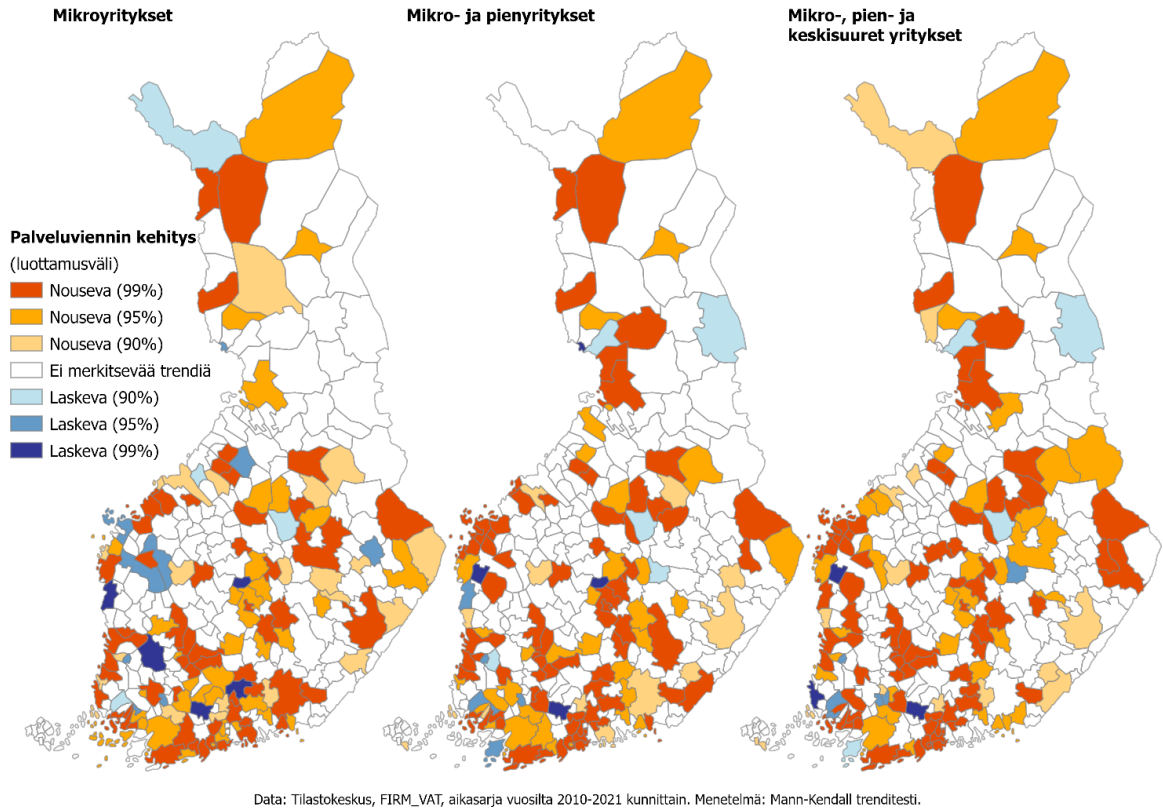 Mikroyritykset
Mikro- ja pienyritykset
Mikro-, pien- ja
keskisuuret yritykset
Palveluviennin kehitys
(luottamusväli)
Nouseva (99%)
Nouseva (95%)
Nouseva (90%)
Ei merkitsevää trendiä
Laskeva (90%)
Laskeva (95%)
Laskeva (99%)
Data: Tilastokeskus, FIRM_VAT, aikasarja vuosilta 2010-2021 kunnittain. Menetelmä: Mann-Kendall trenditesti.